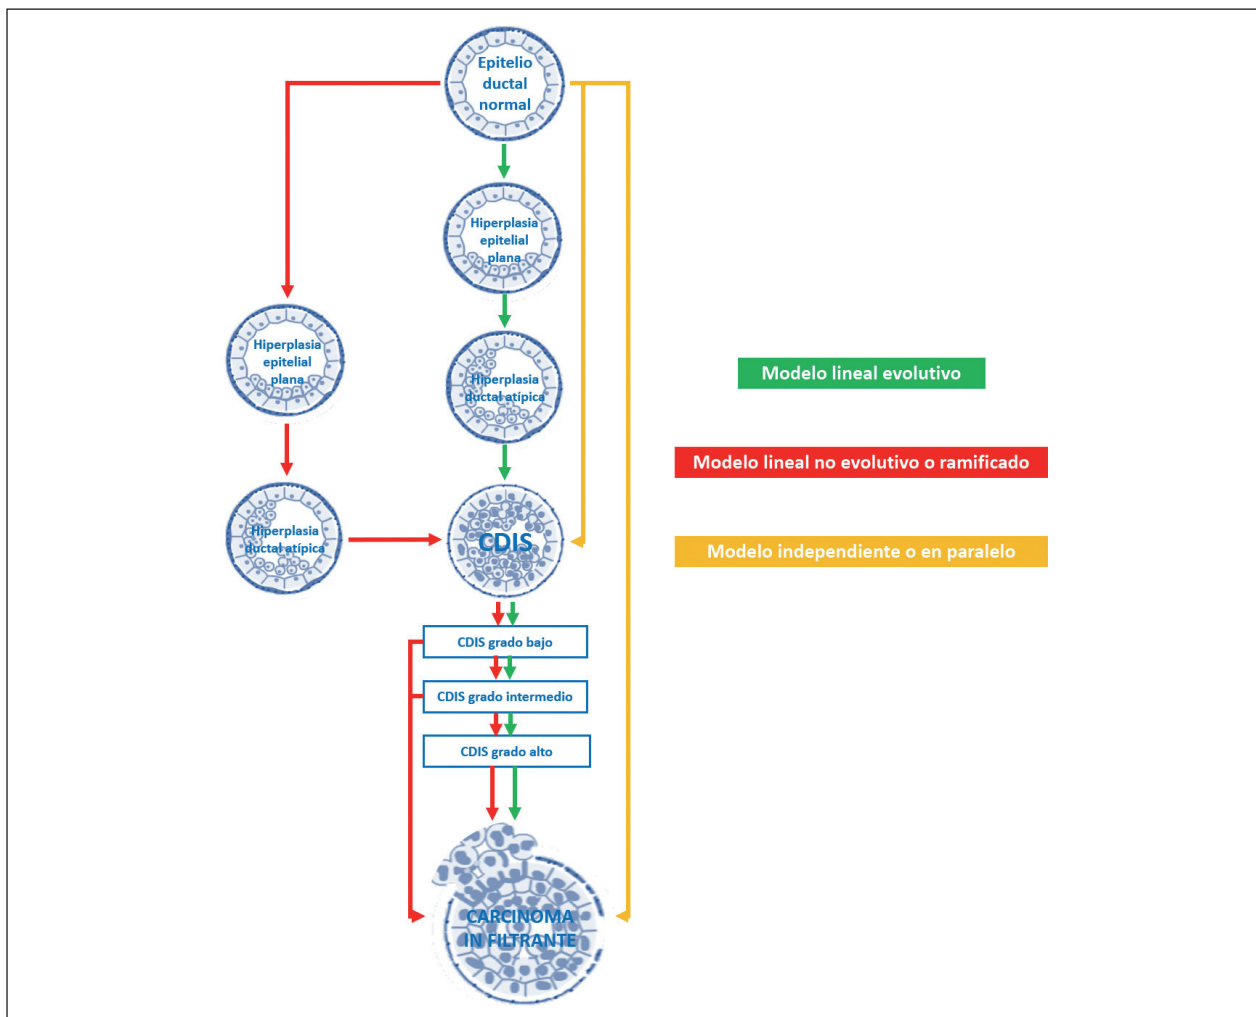 Epitelio
ductal
normal
Hiperplasia
epitelial
plana
Hiperplasia
epitelial
plana
Hiperplasia
ductal atípica
Modelo lineal evolutivo
Modelo lineal no evolutivo o ramificado
Hiperplasia
ductal atípica
CDIS
Modelo independiente o en paralelo
CDIS grado bajo
CDIS grado intermedio
CDIS grado alto
CARCINOMA
IN FILTRANTE